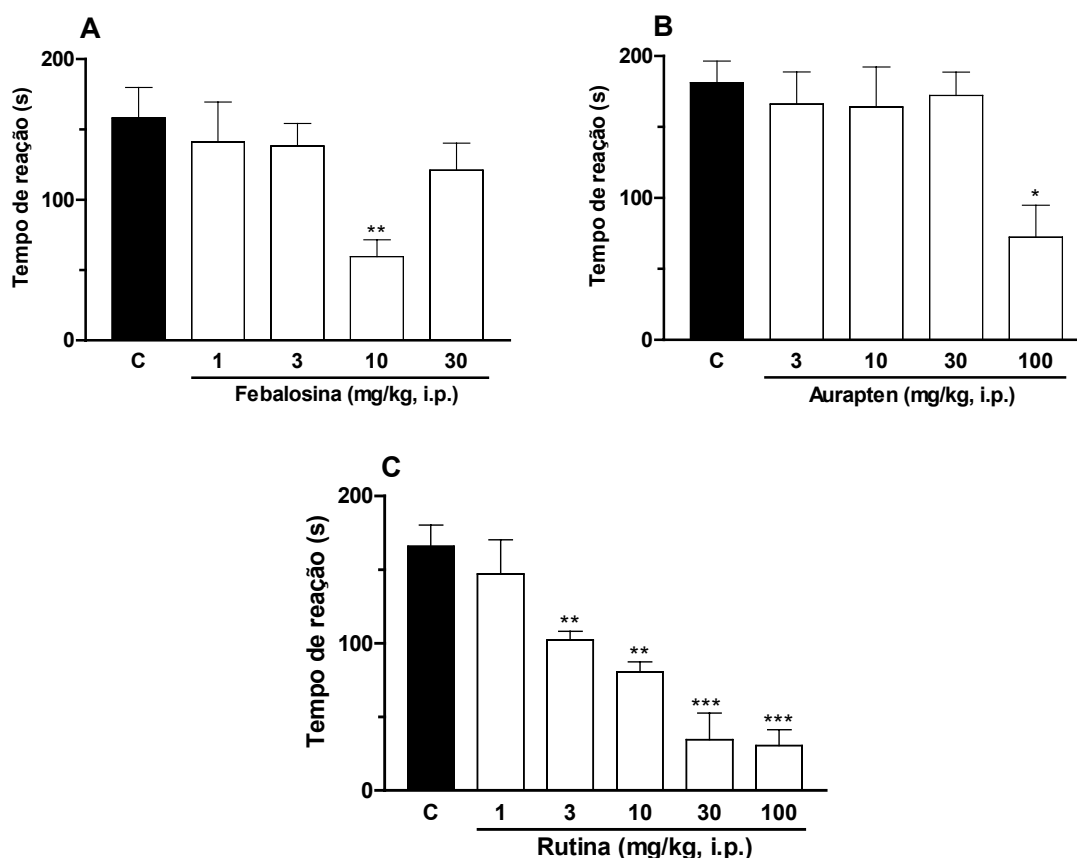 A
Tempo de reação (s)
200
100
0
**
C 1 3 10 30
Febalosina (mg/kg, i.p.)
B
Tempo de reação (s)
200
100
0
*
C 3 10 30 100
Aurapten (mg/kg, i.p.)
C
Tempo de reação (s)
200
100
0
**
**
***
***
C 1 3 10 30 100
Rutina (mg/kg, i.p.)